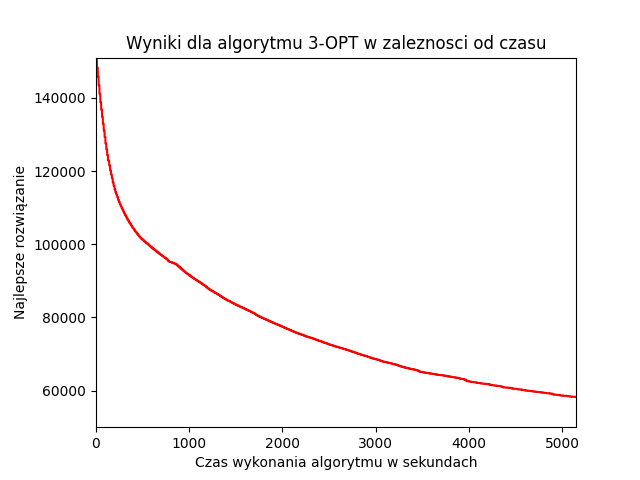 Wyniki dla algorytmu 3-OPT w zaleznosci od czasu
140000
120000
100000
80000
60000
Najlepsze rozwiązanie
0 1000 2000 3000 4000 5000
Czas wykonania algorytmu w sekundach